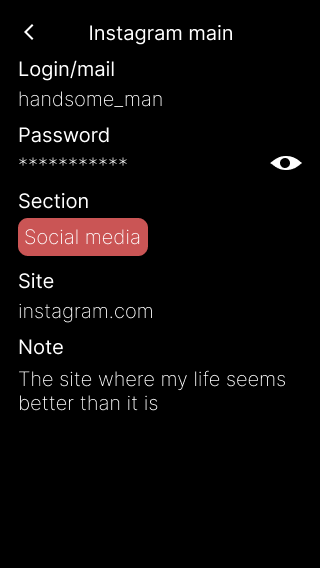 Instagram main
Login/mail
handsome_man
Password
***********
Section
Social media
Site
instagram.com
Note
The site where my life seems
better than it is